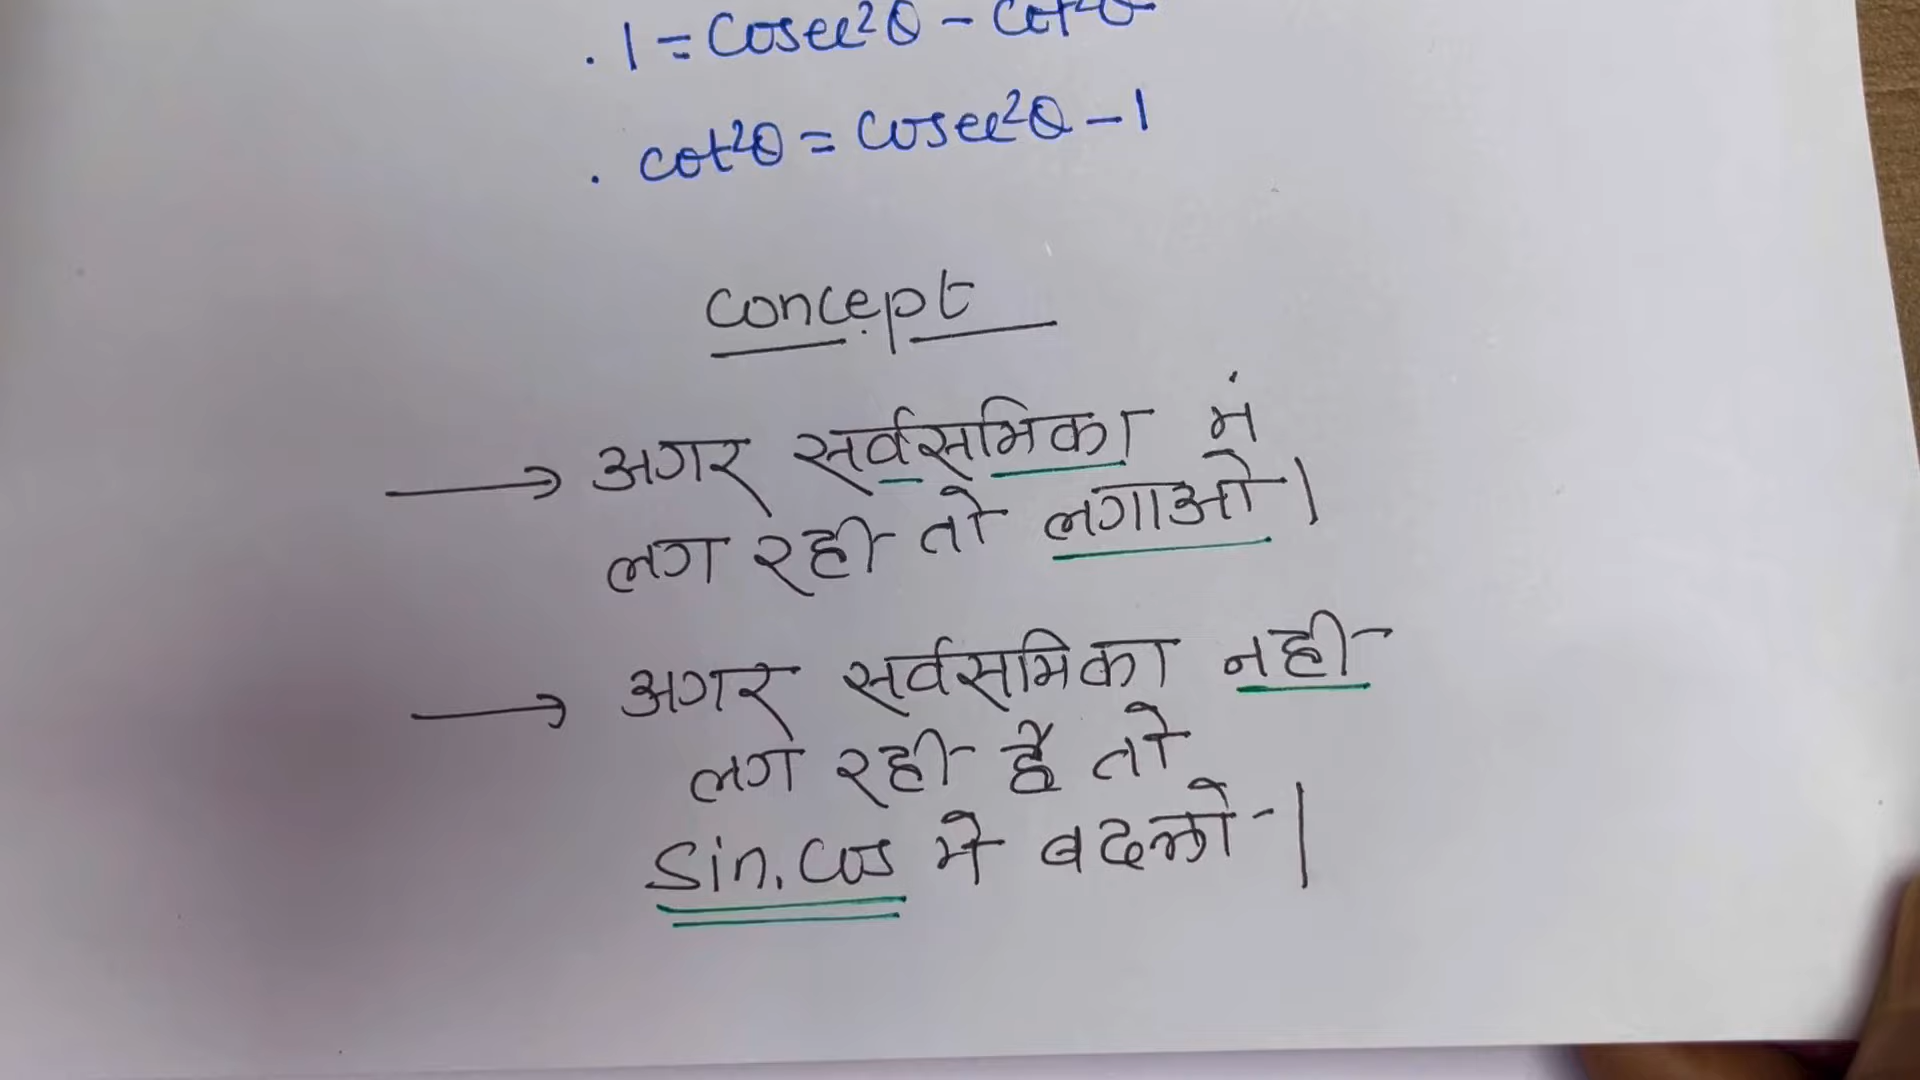 . 1 = Cosec²θ - Cot²θ
. cot²θ = cosec²θ - 1
Concept
→ अगर सर्वसमिका में
लग रही तो लगाओ।
→ अगर सर्वसमिका नही
लग रही है तो
Sin. Cos मे बदलो।